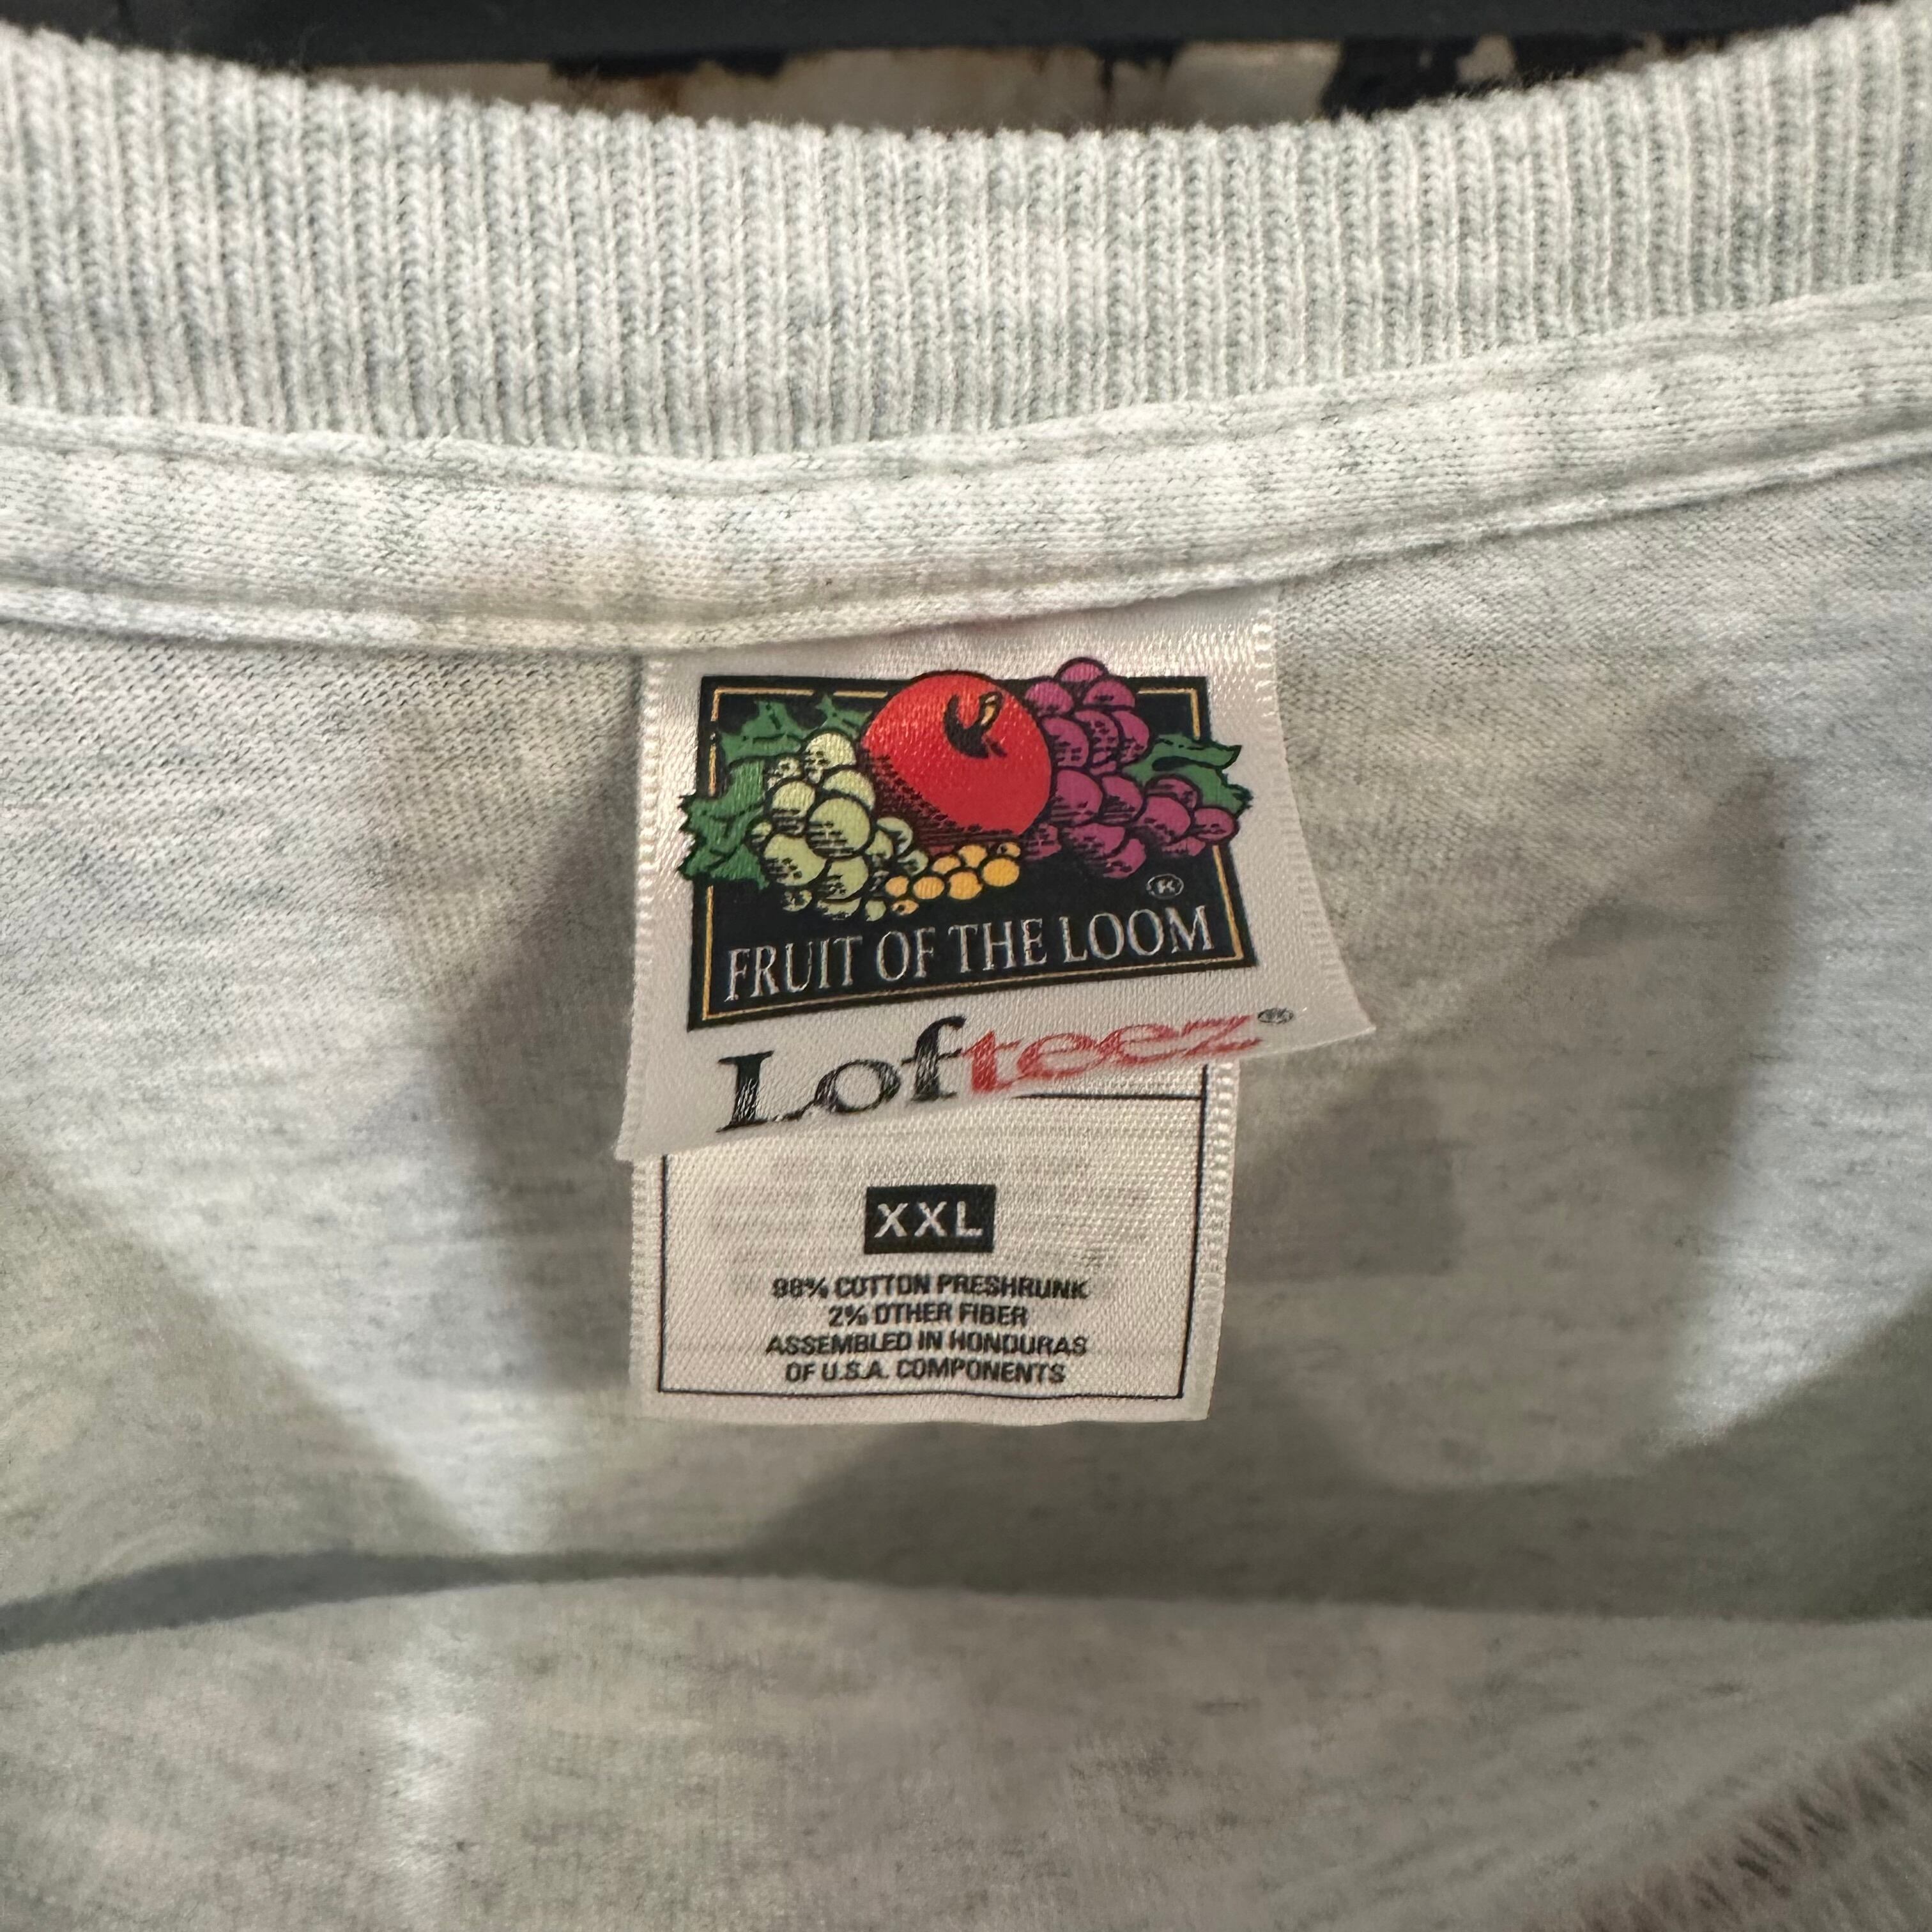 ®
FRUIT OF THE LOOM
Lofteez®
XXL
98% COTTON PRESHRUNK
2% OTHER FIBER
ASSEMBLED IN HONDURAS
OF U.S.A. COMPONENTS